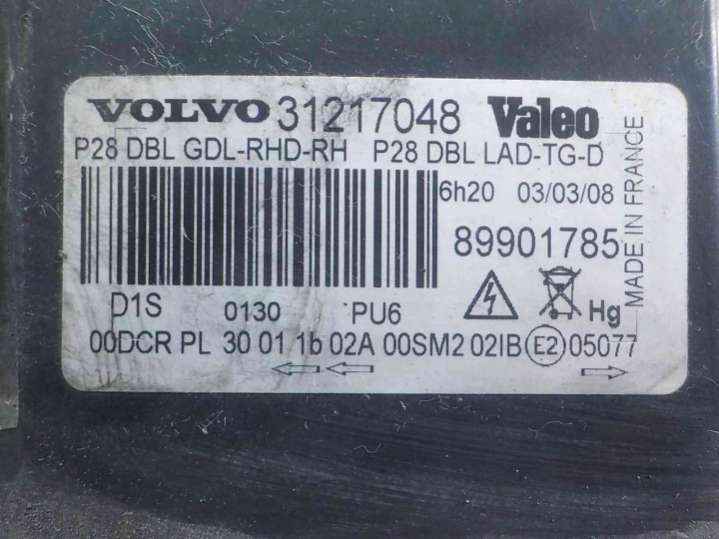 VOLVO 31217048 Valeo
P28 DBL GDL-RHD-RH P28 DBL LAD-TG-D
6h20 03/03/08
89901785
MADE IN FRANCE
D1S 0130 PU6 Hg
00DCR PL 30 01 1b 02A 00SM2 02IB E2 05077